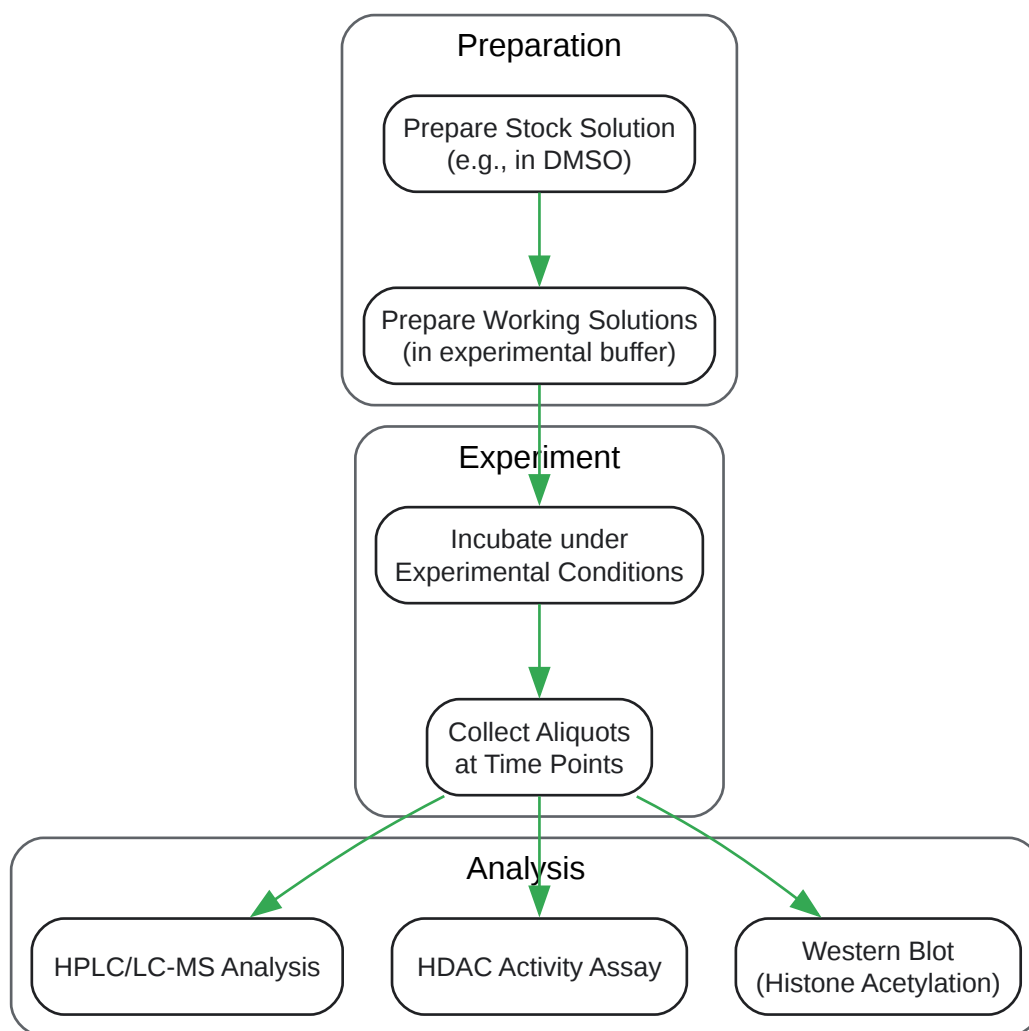 Preparation
Prepare Stock Solution
(e.g., in DMSO)
Prepare Working Solutions
(in experimental buffer)
Experiment
Incubate under
Experimental Conditions
Collect Aliquots
at Time Points
Analysis
HPLC/LC-MS Analysis
HDAC Activity Assay
Western Blot
(Histone Acetylation)